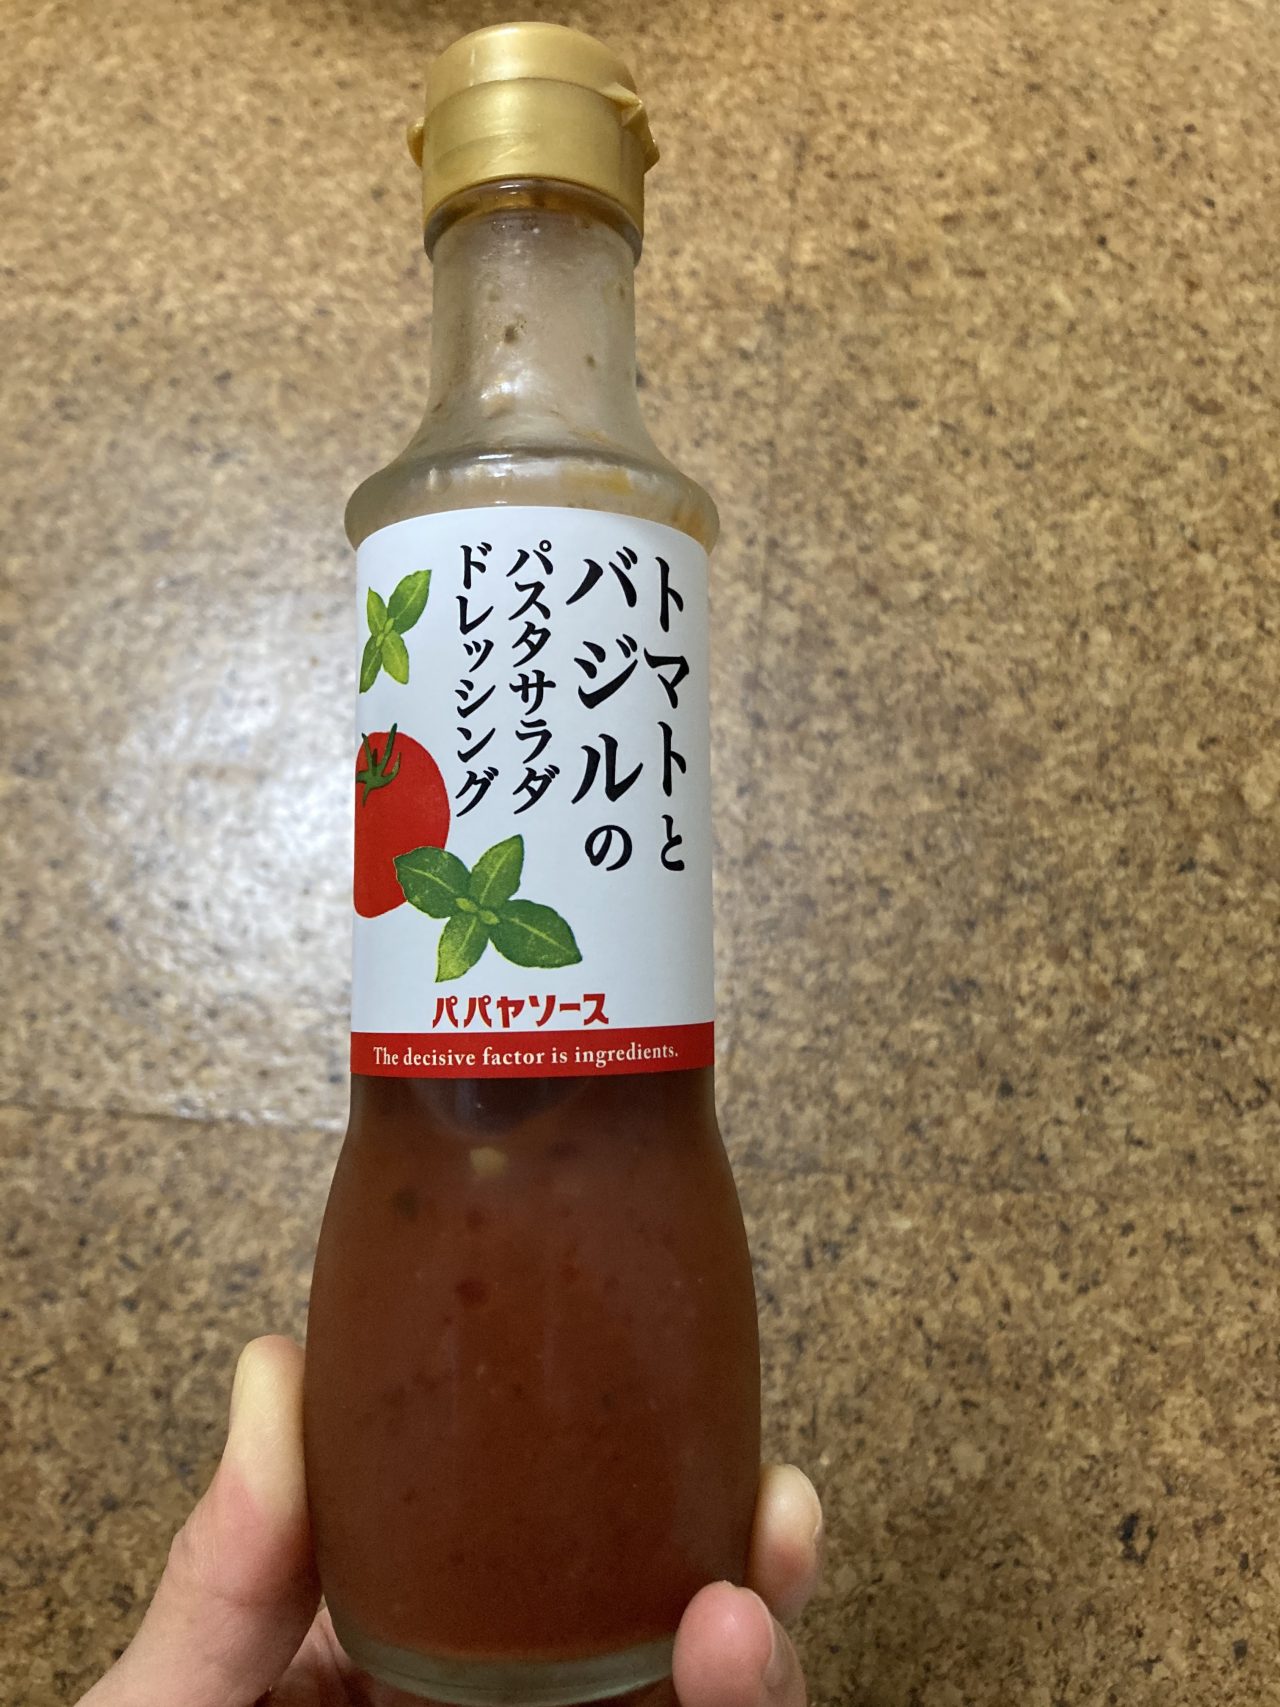 トマトと
バジルの
パスタサラダ
ドレッシング
パパヤソース
The decisive factor is ingredients.